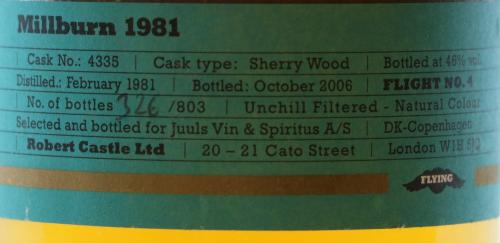 Millburn 1981
Cask No.: 4335 | Cask type: Sherry Wood | Bottled at 46% vol.
Distilled: February 1981 | Bottled: October 2006 | FLIGHT NO. 4
No. of bottles 326 /803 | Unchill Filtered - Natural Colour
Selected and bottled for Juuls Vin & Spiritus A/S | DK-Copenhagen
Robert Castle Ltd | 20 – 21 Cato Street | London W1H 5JQ
FLYING